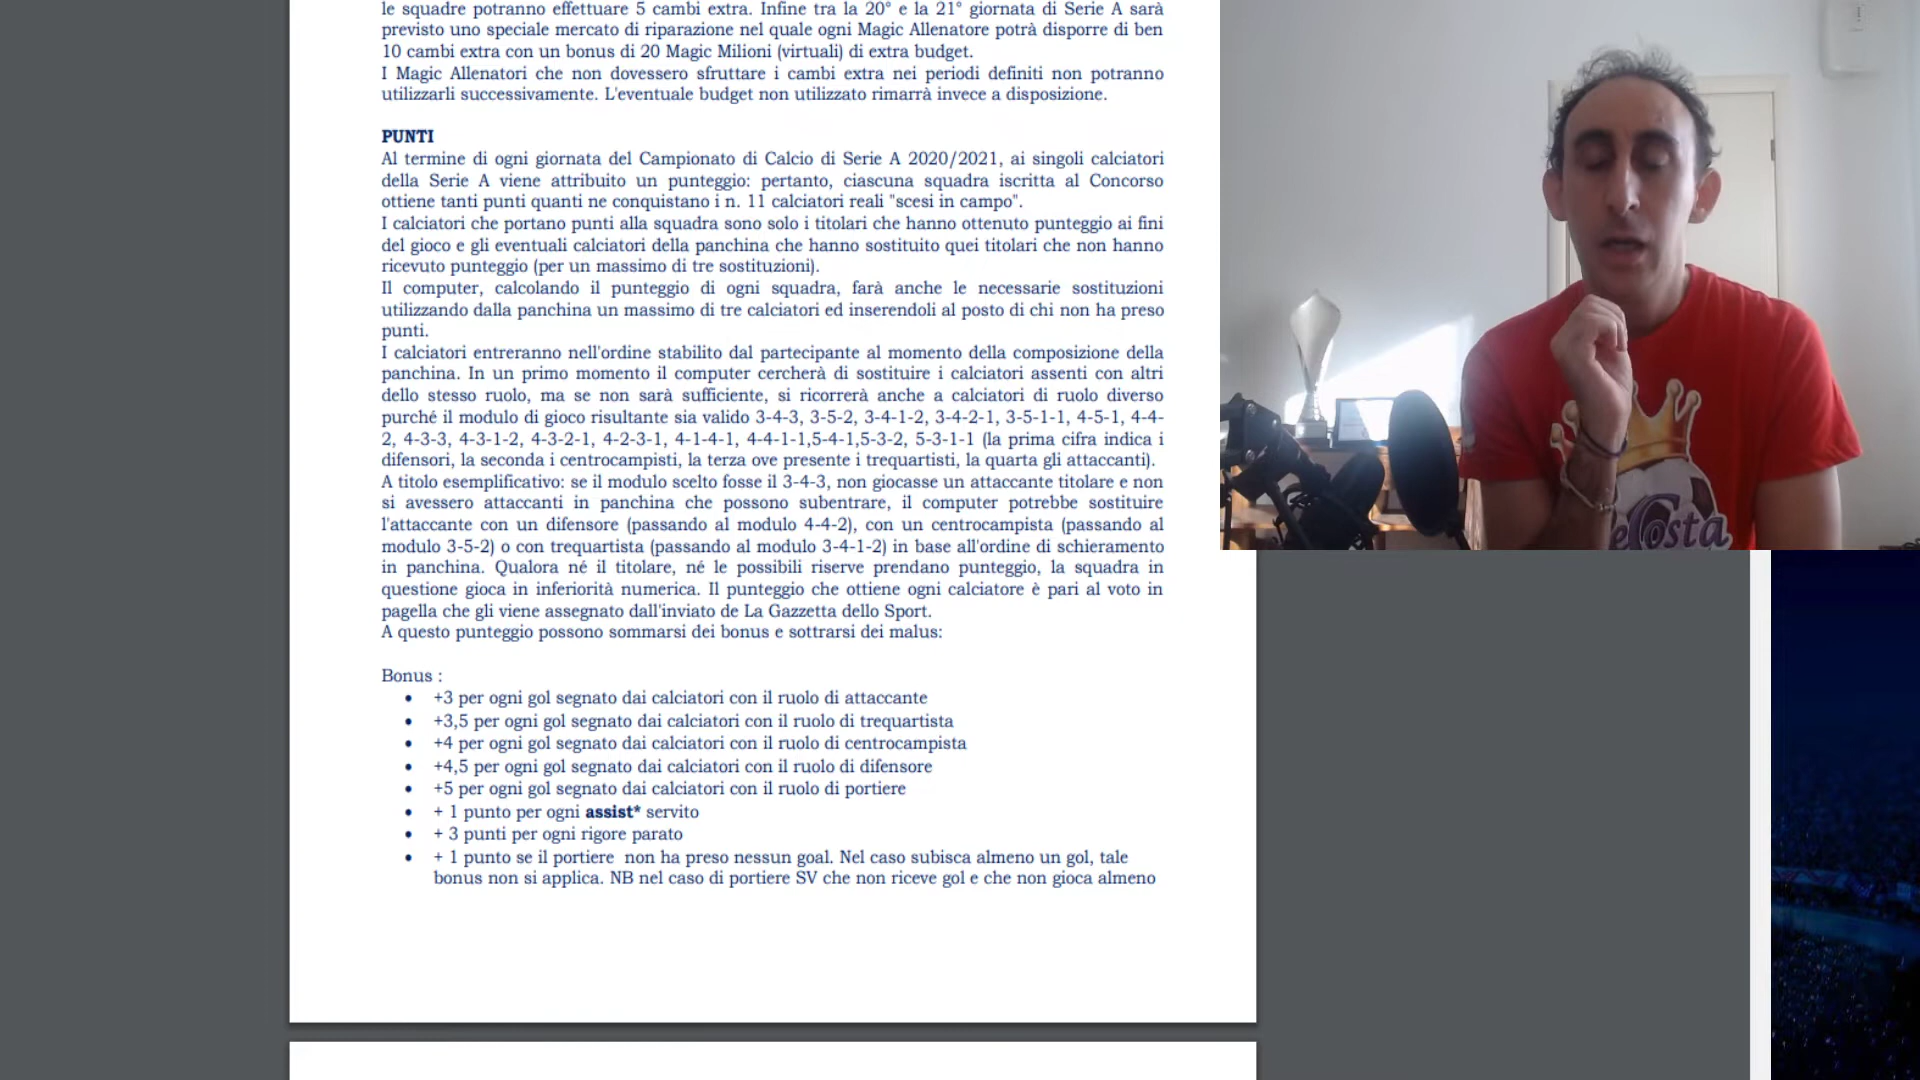 le squadre potranno effettuare 5 cambi extra. Infine tra la 20° e la 21° giornata di Serie A sarà
previsto uno speciale mercato di riparazione nel quale ogni Magic Allenatore potrà disporre di ben
10 cambi extra con un bonus di 20 Magic Milioni (virtuali) di extra budget.
I Magic Allenatori che non dovessero sfruttare i cambi extra nei periodi definiti non potranno
utilizzarli successivamente. L'eventuale budget non utilizzato rimarrà invece a disposizione.
PUNTI
Al termine di ogni giornata del Campionato di Calcio di Serie A 2020/2021, ai singoli calciatori
della Serie A viene attribuito un punteggio: pertanto, ciascuna squadra iscritta al Concorso
ottiene tanti punti quanti ne conquistano i n. 11 calciatori reali "scesi in campo".
I calciatori che portano punti alla squadra sono solo i titolari che hanno ottenuto punteggio ai fini
del gioco e gli eventuali calciatori della panchina che hanno sostituito quei titolari che non hanno
ricevuto punteggio (per un massimo di tre sostituzioni).
Il computer, calcolando il punteggio di ogni squadra, farà anche le necessarie sostituzioni
utilizzando dalla panchina un massimo di tre calciatori ed inserendoli al posto di chi non ha preso
punti.
I calciatori entreranno nell'ordine stabilito dal partecipante al momento della composizione della
panchina. In un primo momento il computer cercherà di sostituire i calciatori assenti con altri
dello stesso ruolo, ma se non sarà sufficiente, si ricorrerà anche a calciatori di ruolo diverso
purché il modulo di gioco risultante sia valido 3-4-3, 3-5-2, 3-4-1-2, 3-4-2-1, 3-5-1-1, 4-5-1, 4-4-
2, 4-3-3, 4-3-1-2, 4-3-2-1, 4-2-3-1, 4-1-4-1, 4-4-1-1,5-4-1,5-3-2, 5-3-1-1 (la prima cifra indica i
difensori, la seconda i centrocampisti, la terza ove presente i trequartisti, la quarta gli attaccanti).
A titolo esemplificativo: se il modulo scelto fosse il 3-4-3, non giocasse un attaccante titolare e non
si avessero attaccanti in panchina che possono subentrare, il computer potrebbe sostituire
l'attaccante con un difensore (passando al modulo 4-4-2), con un centrocampista (passando al
modulo 3-5-2) o con trequartista (passando al modulo 3-4-1-2) in base all'ordine di schieramento
in panchina. Qualora né il titolare, né le possibili riserve prendano punteggio, la squadra in
questione gioca in inferiorità numerica. Il punteggio che ottiene ogni calciatore è pari al voto in
pagella che gli viene assegnato dall'inviato de La Gazzetta dello Sport.
A questo punteggio possono sommarsi dei bonus e sottrarsi dei malus:
Bonus :
• +3 per ogni gol segnato dai calciatori con il ruolo di attaccante
• +3,5 per ogni gol segnato dai calciatori con il ruolo di trequartista
• +4 per ogni gol segnato dai calciatori con il ruolo di centrocampista
• +4,5 per ogni gol segnato dai calciatori con il ruolo di difensore
• +5 per ogni gol segnato dai calciatori con il ruolo di portiere
• + 1 punto per ogni assist* servito
• + 3 punti per ogni rigore parato
• + 1 punto se il portiere  non ha preso nessun goal. Nel caso subisca almeno un gol, tale
bonus non si applica. NB nel caso di portiere SV che non riceve gol e che non gioca almeno
eCosta